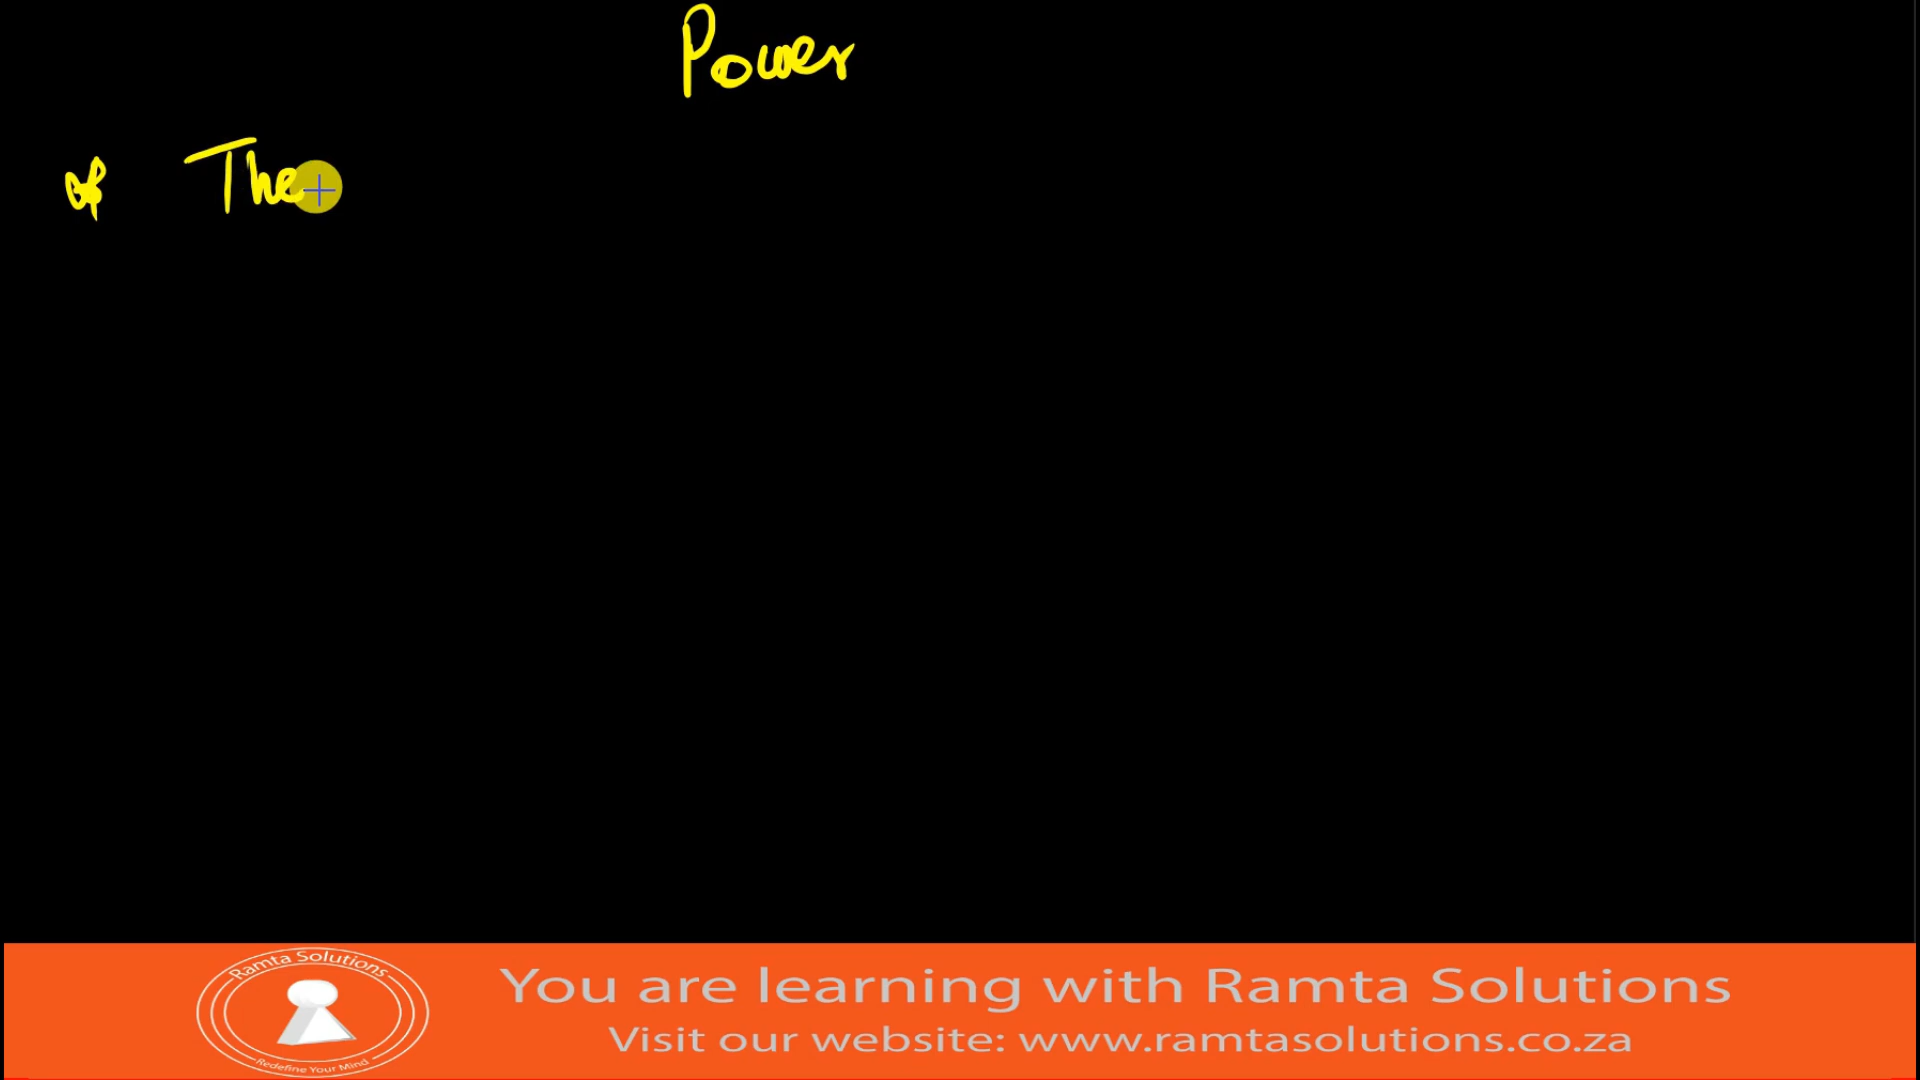 Power
* The
Ramta Solutions
Redefine Your Mind
You are learning with Ramta Solutions
Visit our website: www.ramtasolutions.co.za